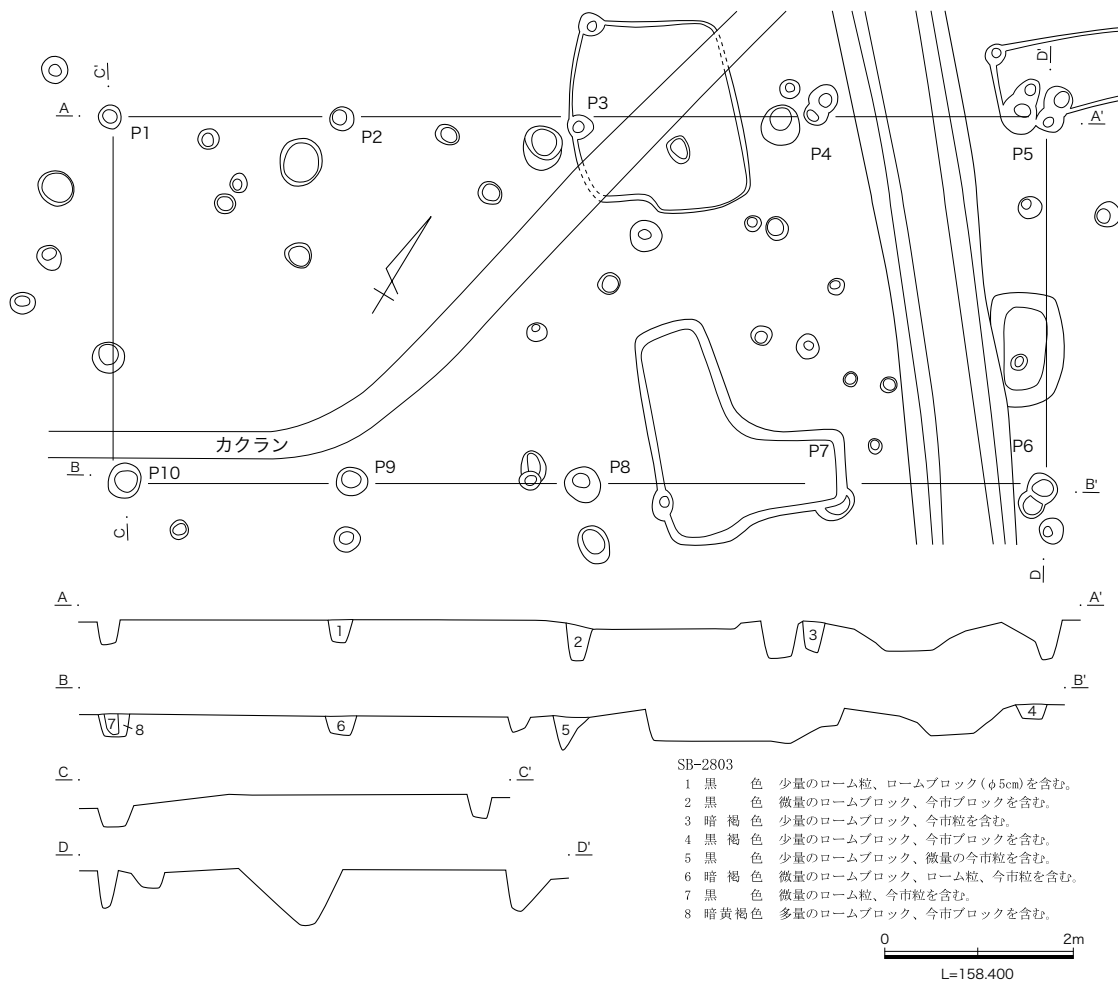 C'
D'
A
A'
P1
P2
P3
P4
P5
カクラン
P10
P9
P8
P7
P6
B
B'
C
D
A
A'
1
2
3
B
B'
7
8
6
5
4
C
C'
D
D'
SB-2803
1 黒 色 少量のローム粒、ロームブロック(φ5cm)を含む。
2 黒 色 微量のロームブロック、今市ブロックを含む。
3 暗 褐 色 少量のロームブロック、今市粒を含む。
4 黒 褐 色 少量のロームブロック、今市ブロックを含む。
5 黒 色 少量のロームブロック、微量の今市粒を含む。
6 暗 褐 色 微量のロームブロック、ローム粒、今市粒を含む。
7 黒 色 微量のローム粒、今市粒を含む。
8 暗黄褐色 多量のロームブロック、今市ブロックを含む。
0 2m
L=158.400